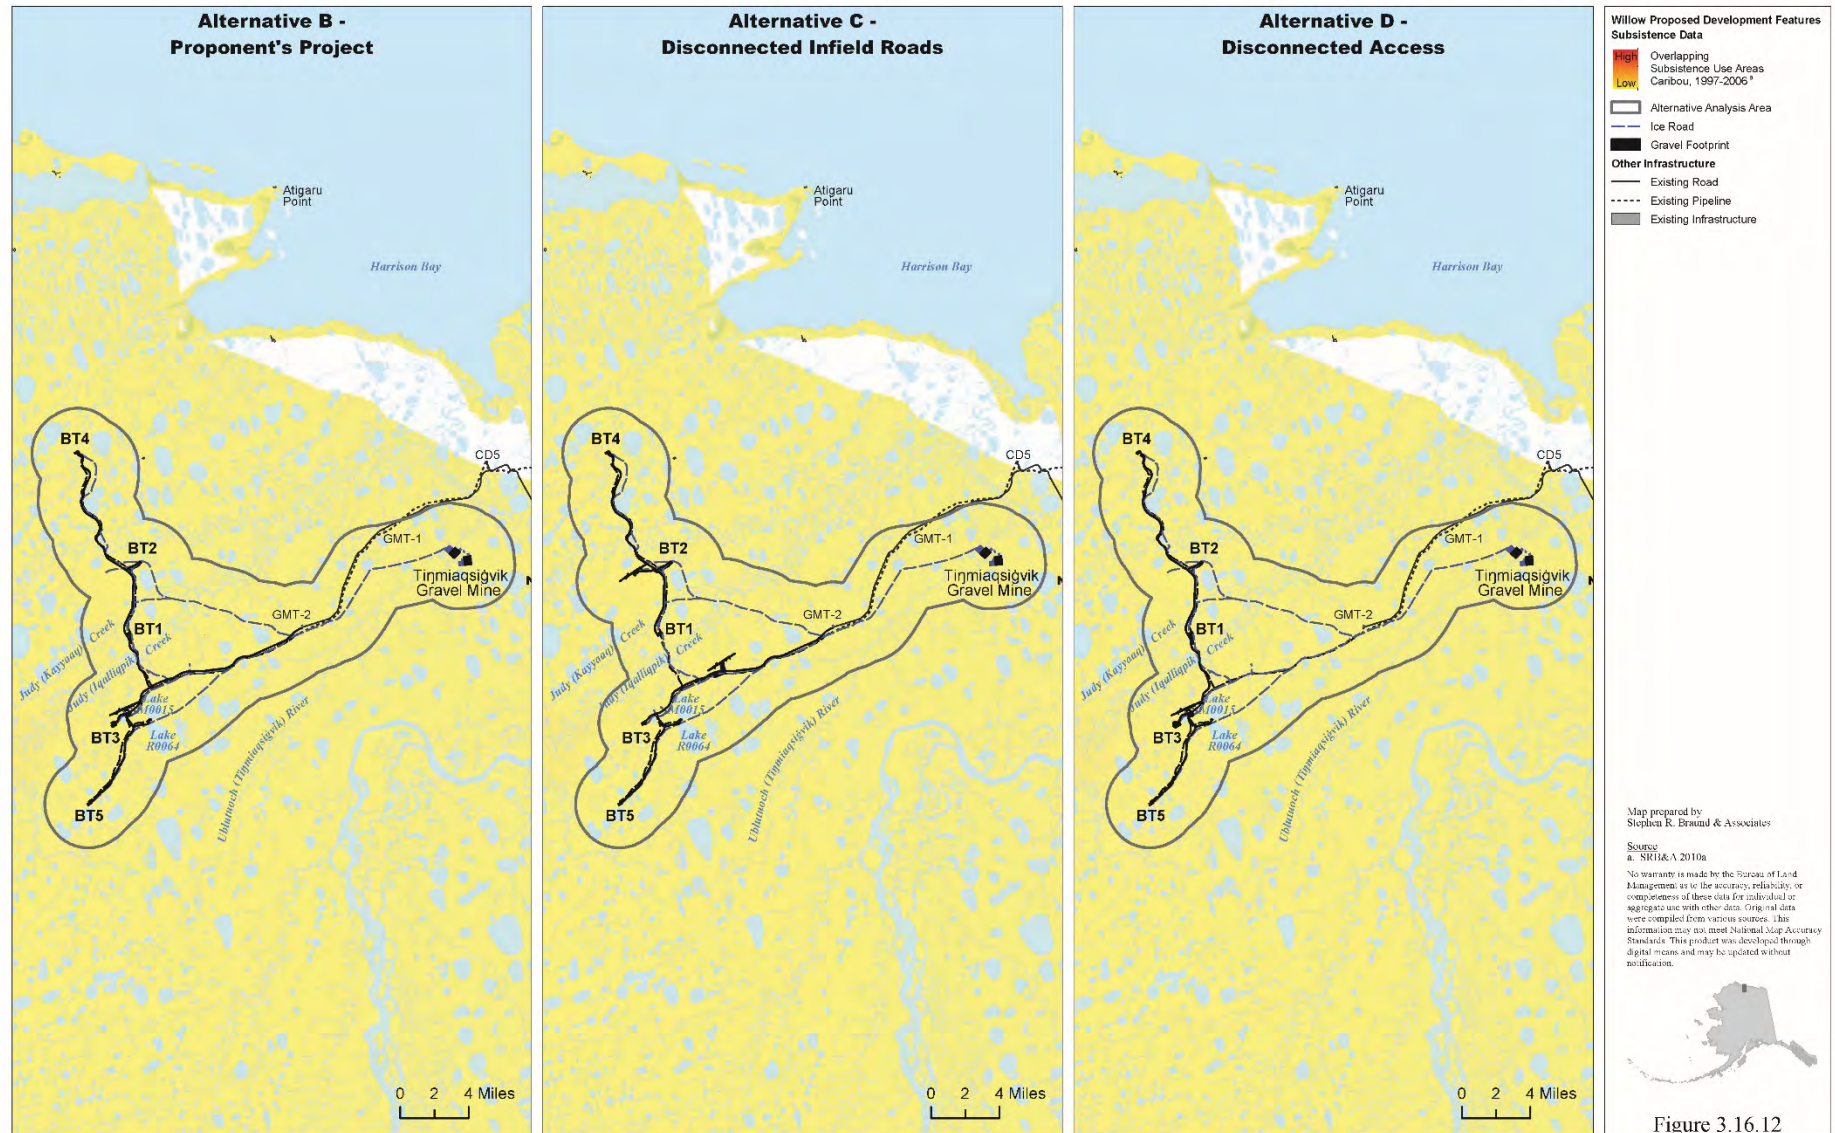 Alternative B -
Proponent's Project
Atigaru
Point
Harrison Bay
BT4
CD5
BT2
GMT-1
Tiŋmiaqsiġvik
Gravel Mine
GMT-2
BT1
Judy (Kayyaaq) Creek
Judy (Iqalliqpik) Creek
Lake
M0015
BT3
Lake
R0064
Ublutuoch (Tiŋmiaqsiġvik) River
BT5
0 2 4 Miles
Alternative C -
Disconnected Infield Roads
Atigaru
Point
Harrison Bay
BT4
CD5
BT2
GMT-1
Tiŋmiaqsiġvik
Gravel Mine
GMT-2
BT1
Judy (Kayyaaq) Creek
Judy (Iqalliqpik) Creek
Lake
M0015
BT3
Lake
R0064
Ublutuoch (Tiŋmiaqsiġvik) River
BT5
0 2 4 Miles
Alternative D -
Disconnected Access
Atigaru
Point
Harrison Bay
BT4
CD5
BT2
GMT-1
Tiŋmiaqsiġvik
Gravel Mine
GMT-2
BT1
Judy (Kayyaaq) Creek
Judy (Iqalliqpik) Creek
Lake
M0015
BT3
Lake
R0064
Ublutuoch (Tiŋmiaqsiġvik) River
BT5
0 2 4 Miles
Willow Proposed Development Features
Subsistence Data
High
Low
Overlapping
Subsistence Use Areas
Caribou, 1997-2006 a
Alternative Analysis Area
Ice Road
Gravel Footprint
Other Infrastructure
Existing Road
Existing Pipeline
Existing Infrastructure
Map prepared by
Stephen R. Braund & Associates
Source
a. SRB&A 2010a
No warranty is made by the Bureau of Land
Management as to the accuracy, reliability, or
completeness of these data for individual or
aggregate use with other data. Original data
were compiled from various sources. This
information may not meet National Map Accuracy
Standards. This product was developed through
digital means and may be updated without
notification.
Figure 3.16.12